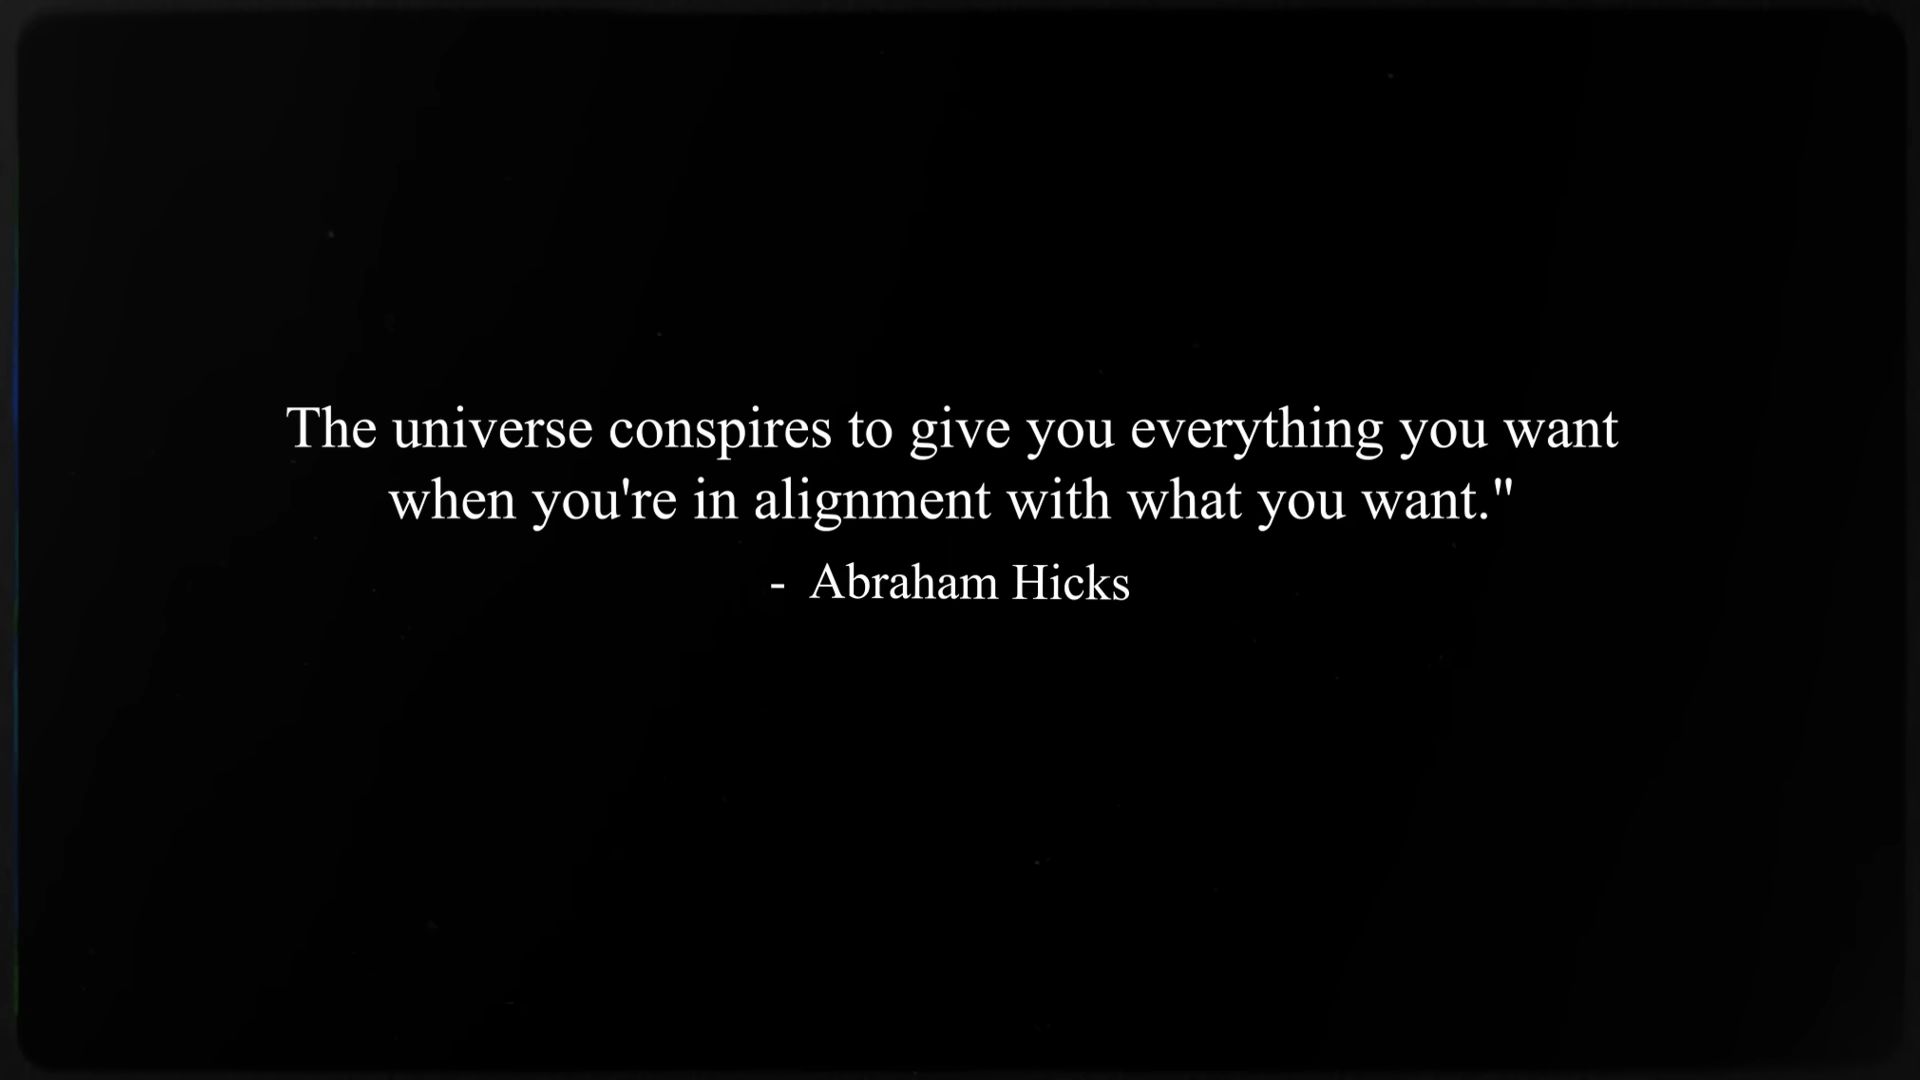 The universe conspires to give you everything you want
when you're in alignment with what you want."
- Abraham Hicks